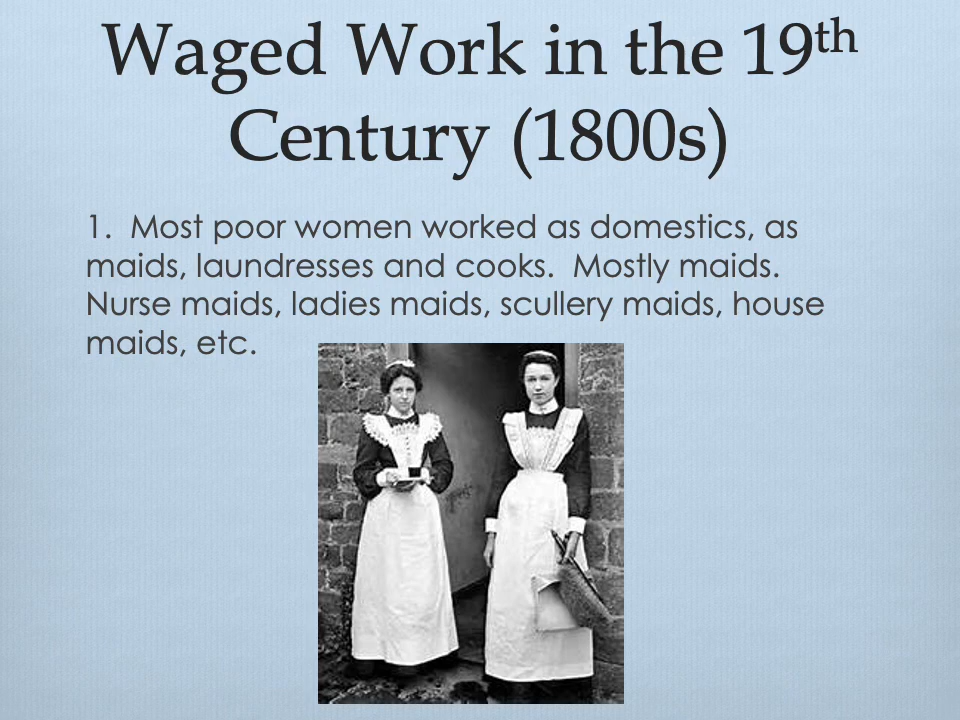 Waged Work in the 19th
Century (1800s)
1. Most poor women worked as domestics, as
maids, laundresses and cooks. Mostly maids.
Nurse maids, ladies maids, scullery maids, house
maids, etc.